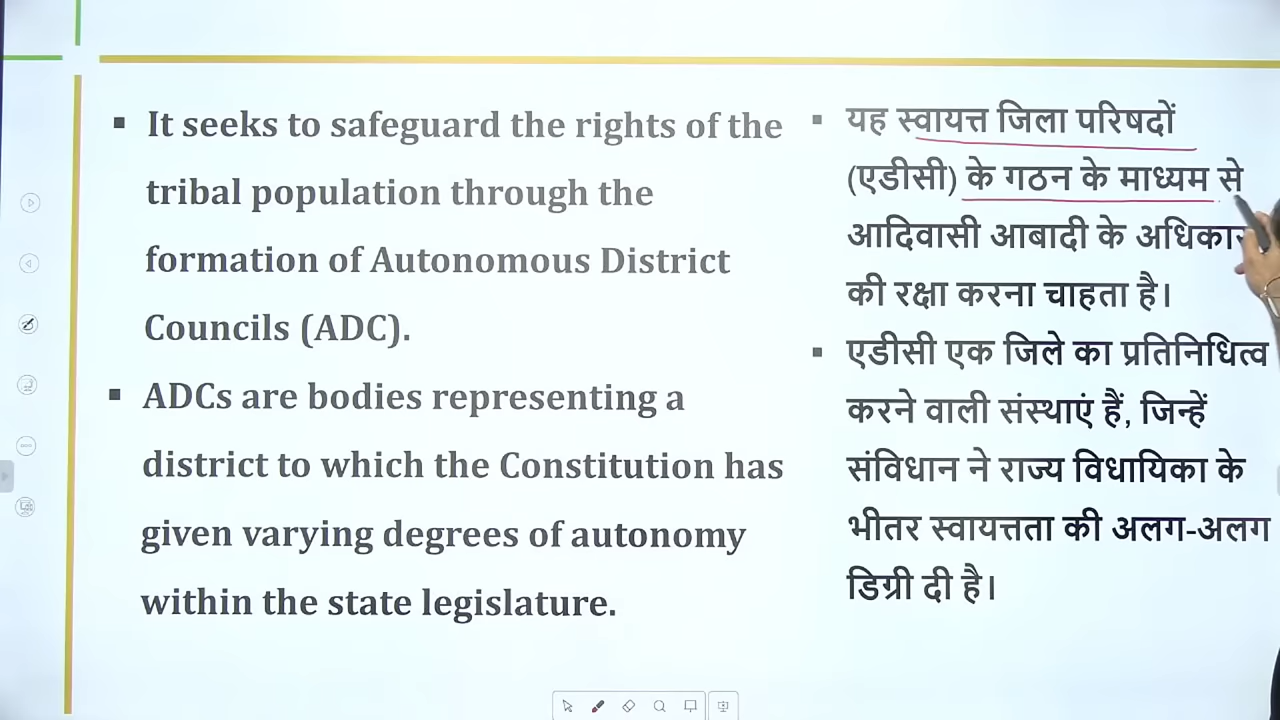 ▪ It seeks to safeguard the rights of the
tribal population through the
formation of Autonomous District
Councils (ADC).
▪ ADCs are bodies representing a
district to which the Constitution has
given varying degrees of autonomy
within the state legislature.
▪ यह स्वायत्त जिला परिषदों
(एडीसी) के गठन के माध्यम से
आदिवासी आबादी के
की रक्षा करना चाहता है।
▪ एडीसी एक जिले का प्रतिनिधित्व
करने वाली संस्थाएं हैं, जिन्हें
संविधान ने राज्य विधायिका के
भीतर स्वायत्तता की अलग-अलग
डिग्री दी है।